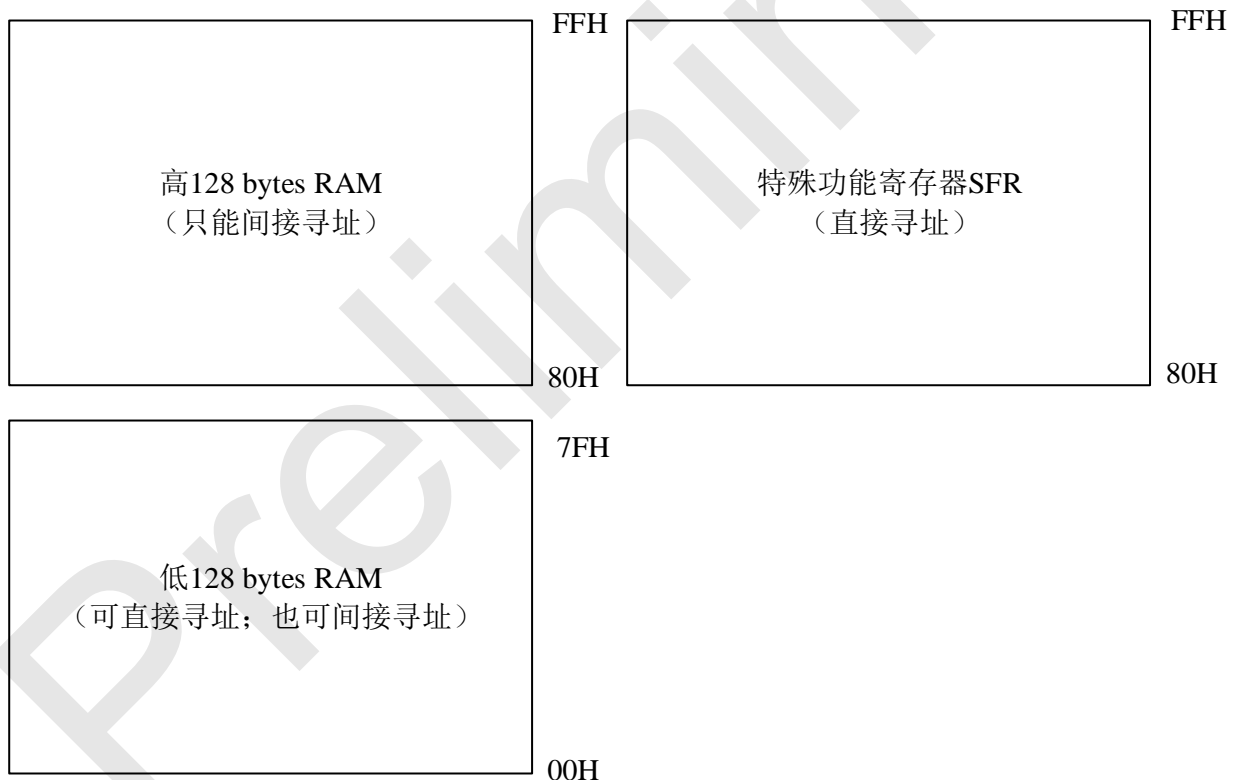 FFH
FFH
高128 bytes RAM
（只能间接寻址）
特殊功能寄存器SFR
（直接寻址）
80H
80H
7FH
低128 bytes RAM
（可直接寻址；也可间接寻址）
00H
Prelimin